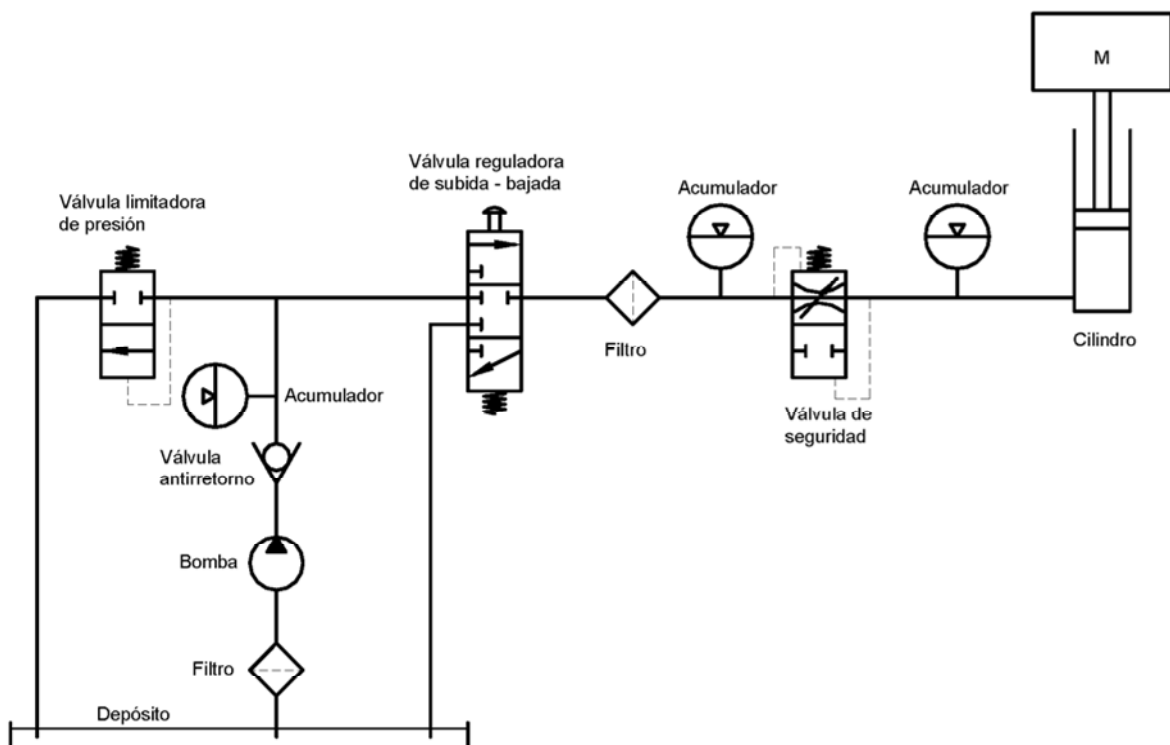 M
Válvula reguladora
de subida - bajada
Válvula limitadora
de presión
Acumulador
Acumulador
Filtro
Cilindro
Acumulador
Válvula de
seguridad
Válvula
antirretorno
Bomba
Filtro
Depósito